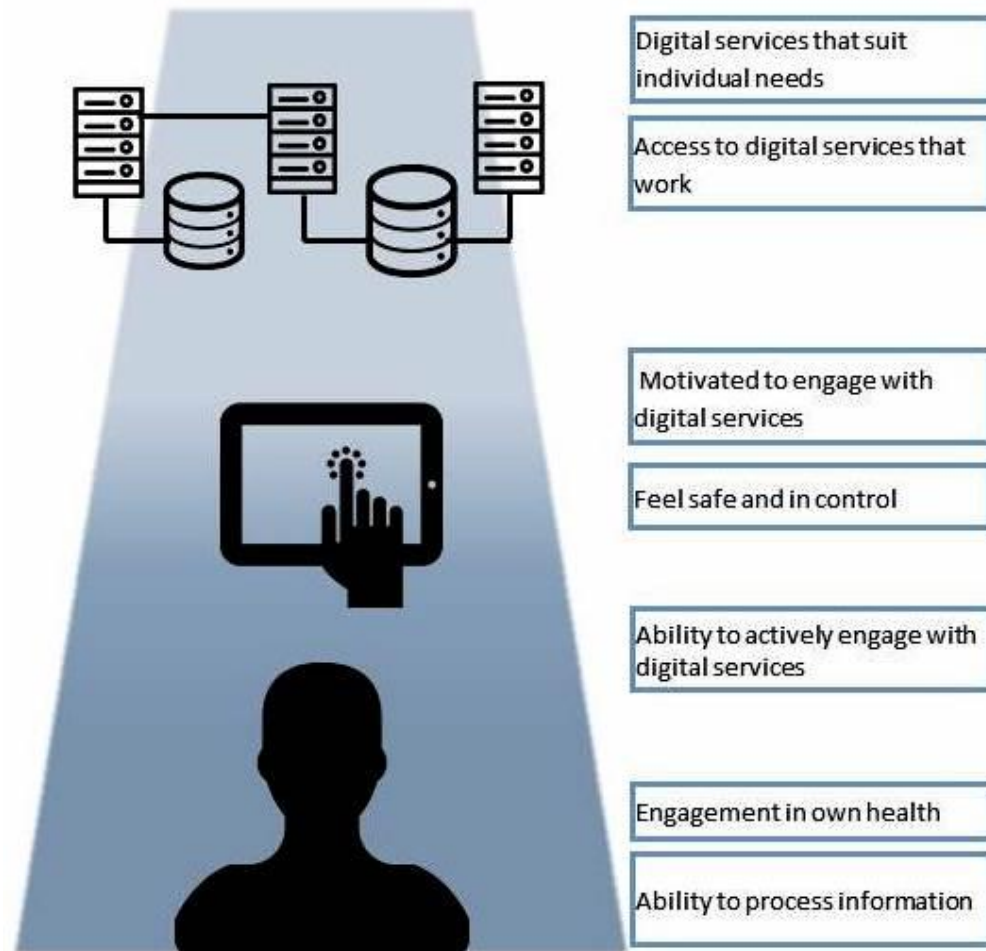 Digital services that suit
individual needs
Access to digital services that
work
Motivated to engage with
digital services
Feel safe and in control
Ability to actively engage with
digital services
Engagement in own health
Ability to process information